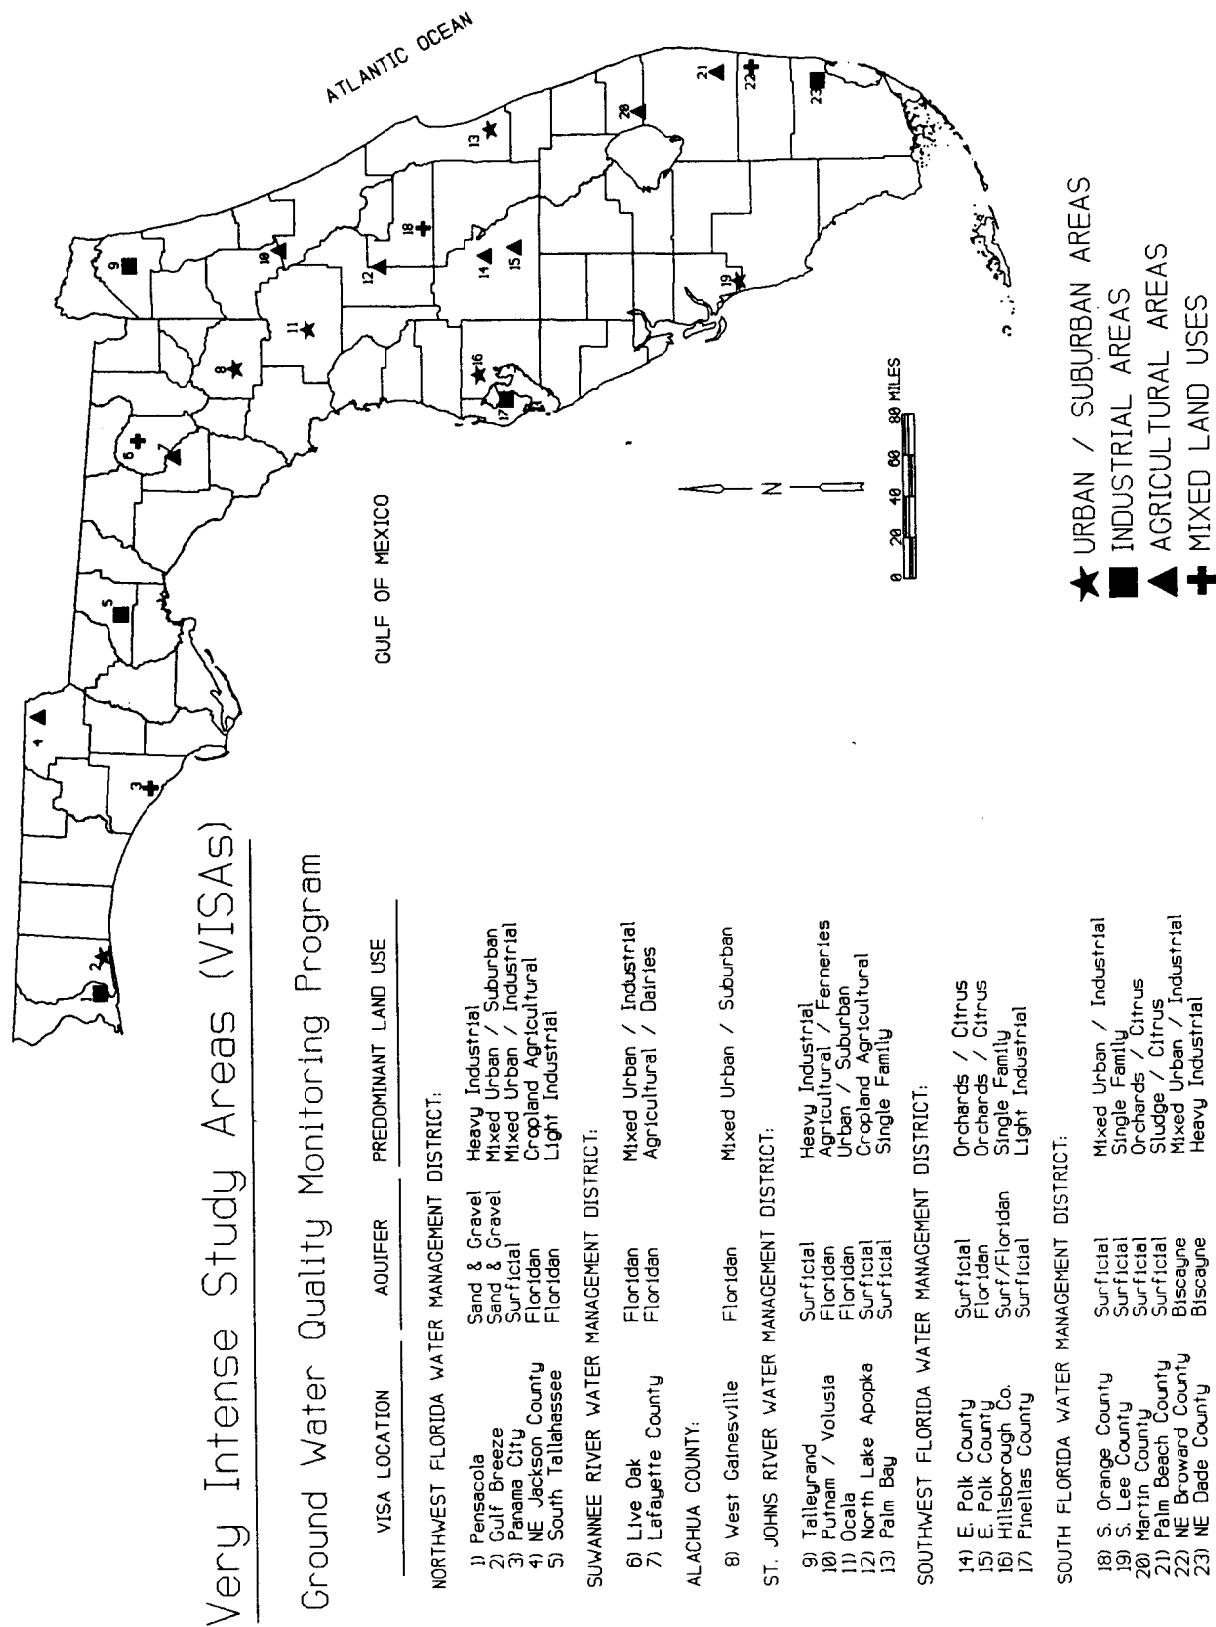 Very Intense Study Areas (VISAs)
Ground Water Quality Monitoring Program
VISA LOCATION AQUIFER PREDOMINANT LAND USE
NORTHWEST FLORIDA WATER MANAGEMENT DISTRICT:
1) Pensacola Sand & Gravel Heavy Industrial
2) Gulf Breeze Sand & Gravel Mixed Urban / Suburban
3) Panama City Surficial Mixed Urban / Industrial
4) NE Jackson County Floridan Cropland Agricultural
5) South Tallahassee Floridan Light Industrial
SUWANNEE RIVER WATER MANAGEMENT DISTRICT:
6) Live Oak Floridan Mixed Urban / Industrial
7) Lafayette County Floridan Agricultural / Dairies
ALACHUA COUNTY:
8) West Gainesville Floridan Mixed Urban / Suburban
ST. JOHNS RIVER WATER MANAGEMENT DISTRICT:
9) Talleyrand Surficial Heavy Industrial
10) Putnam / Volusia Floridan Agricultural / Ferneries
11) Ocala Floridan Urban / Suburban
12) North Lake Apopka Surficial Cropland Agricultural
13) Palm Bay Surficial Single Family
SOUTHWEST FLORIDA WATER MANAGEMENT DISTRICT:
14) E. Polk County Surficial Orchards / Citrus
15) E. Polk County Floridan Orchards / Citrus
16) Hillsborough Co. Surf/Floridan Single Family
17) Pinellas County Surficial Light Industrial
SOUTH FLORIDA WATER MANAGEMENT DISTRICT:
18) S. Orange County Surficial Mixed Urban / Industrial
19) S. Lee County Surficial Single Family
20) Martin County Surficial Orchards / Citrus
21) Palm Beach County Surficial Sludge / Citrus
22) NE Broward County Biscayne Mixed Urban / Industrial
23) NE Dade County Biscayne Heavy Industrial
2
3
4
5
6
7
8
9
10
11
12
13
14
15
16
17
18
19
20
21
22
23
ATLANTIC OCEAN
GULF OF MEXICO
N
0 20 40 60 80 MILES
URBAN / SUBURBAN AREAS
INDUSTRIAL AREAS
AGRICULTURAL AREAS
MIXED LAND USES